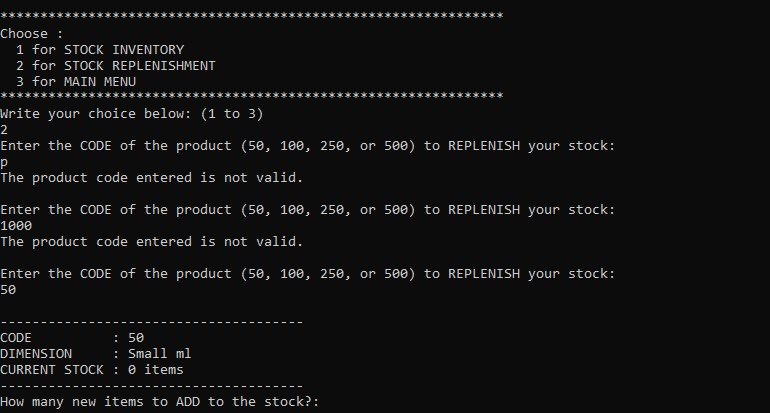 ***************************************************************
Choose :
  1 for STOCK INVENTORY
  2 for STOCK REPLENISHMENT
  3 for MAIN MENU
***************************************************************
Write your choice below: (1 to 3)
2
Enter the CODE of the product (50, 100, 250, or 500) to REPLENISH your stock:
p
The product code entered is not valid.

Enter the CODE of the product (50, 100, 250, or 500) to REPLENISH your stock:
1000
The product code entered is not valid.

Enter the CODE of the product (50, 100, 250, or 500) to REPLENISH your stock:
50

--------------------------------------
CODE          : 50
DIMENSION     : Small ml
CURRENT STOCK : 0 items
--------------------------------------
How many new items to ADD to the stock?: